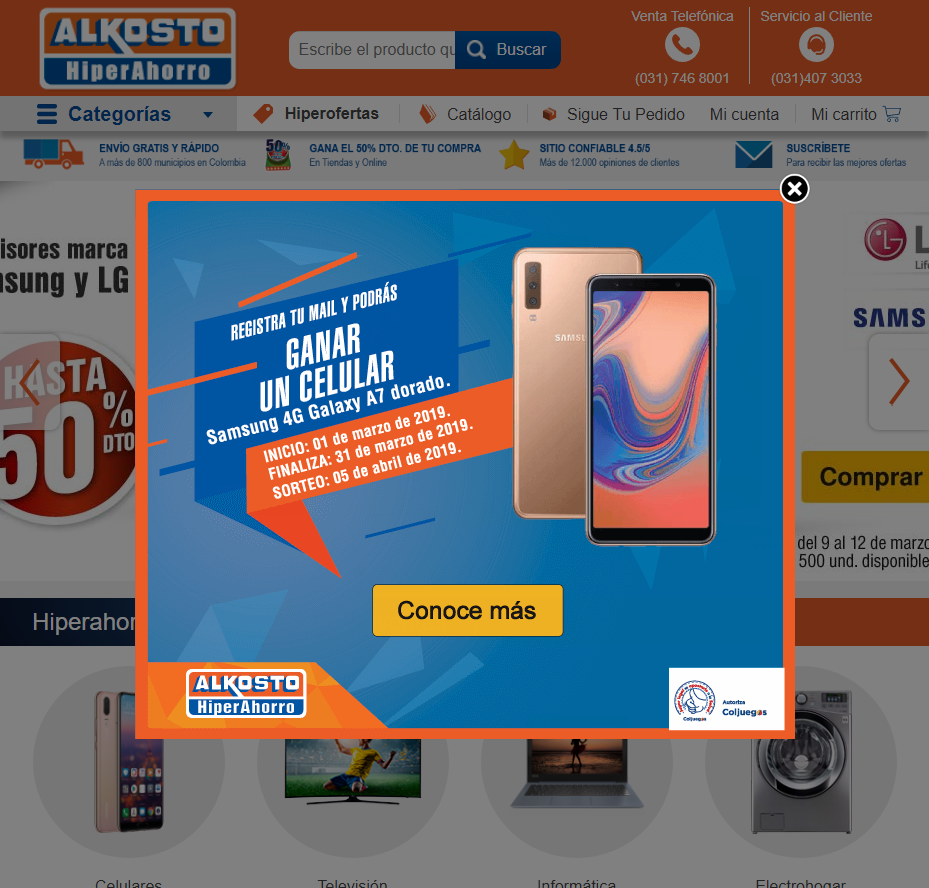 ALKOSTO
HiperAhorro
Escribe el producto qu
Buscar
Venta Telefónica
(031) 746 8001
Servicio al Cliente
(031)407 3033
Categorías
Hiperofertas
Catálogo
Sigue Tu Pedido
Mi cuenta
Mi carrito
ENVÍO GRATIS Y RÁPIDO
A más de 800 municipios en Colombia
50%
GANA EL 50% DTO. DE TU COMPRA
En Tiendas y Online
SITIO CONFIABLE 4.5/5
Más de 12.000 opiniones de clientes
SUSCRÍBETE
Para recibir las mejores ofertas
isores marca
nsung y LG
HASTA
50%
DTO
REGISTRA TU MAIL Y PODRÁS
GANAR
UN CELULAR
Samsung 4G Galaxy A7 dorado.
INICIO: 01 de marzo de 2019.
FINALIZA: 31 de marzo de 2019.
SORTEO: 05 de abril de 2019.
SAMSU
Conoce más
ALKOSTO
HiperAhorro
Coljuegos
Autoriza
Coljuegos
LG
L
Life
SAMS
Comprar
del 9 al 12 de marzo
500 und. disponible
Hiperahor
Celulares
Televisión
Informática
Electrohogar